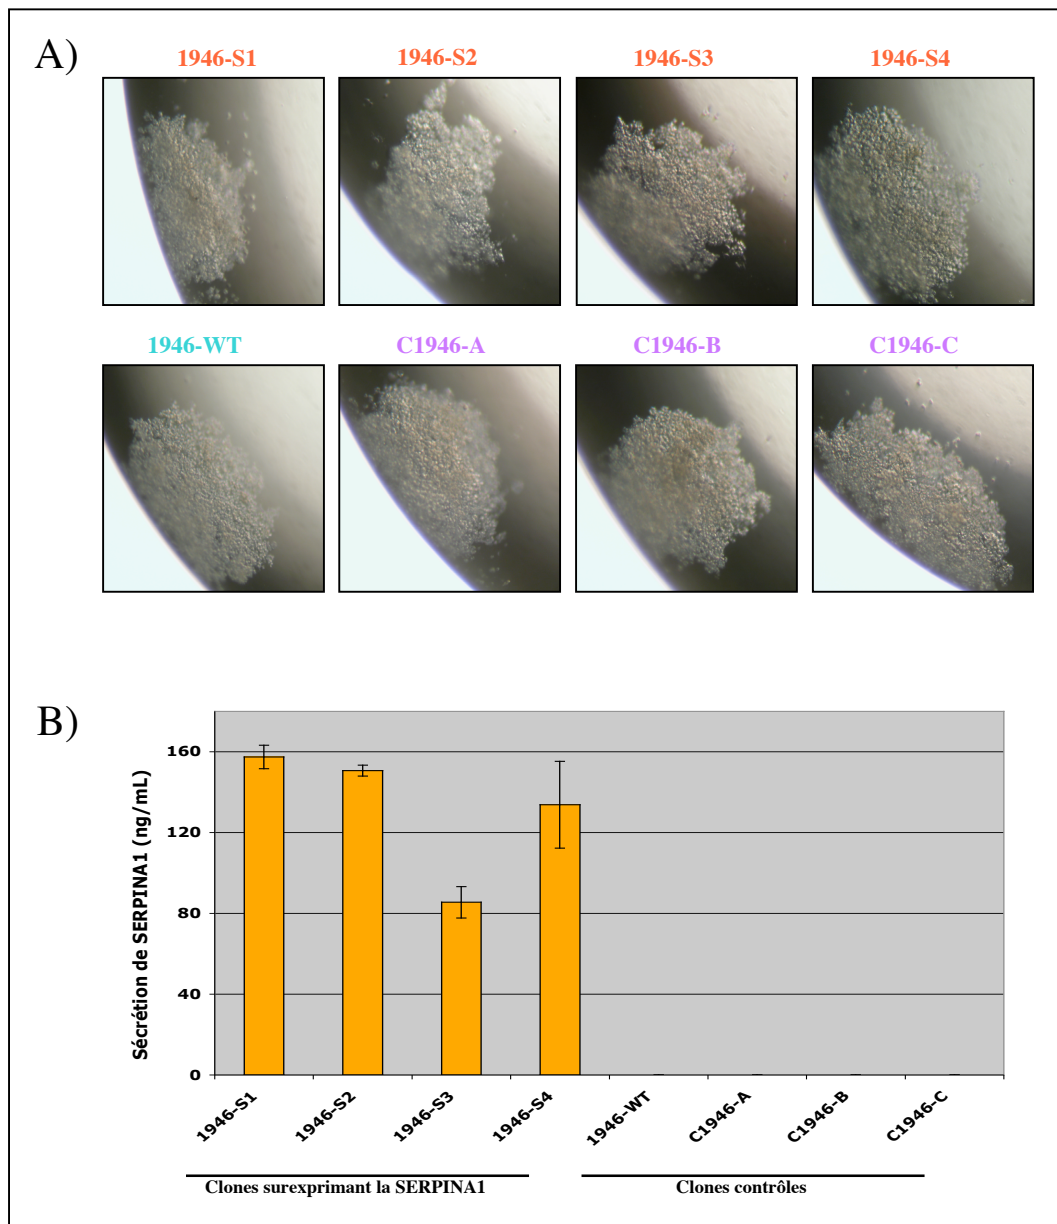 A)
1946-S1 1946-S2 1946-S3 1946-S4
1946-WT C1946-A C1946-B C1946-C
B)
Sécrétion de SERPINA1 (ng/mL)
160
120
80
40
0
1946-S1 1946-S2 1946-S3 1946-S4 1946-WT C1946-A C1946-B C1946-C
Clones surexprimant la SERPINA1 Clones contrôles